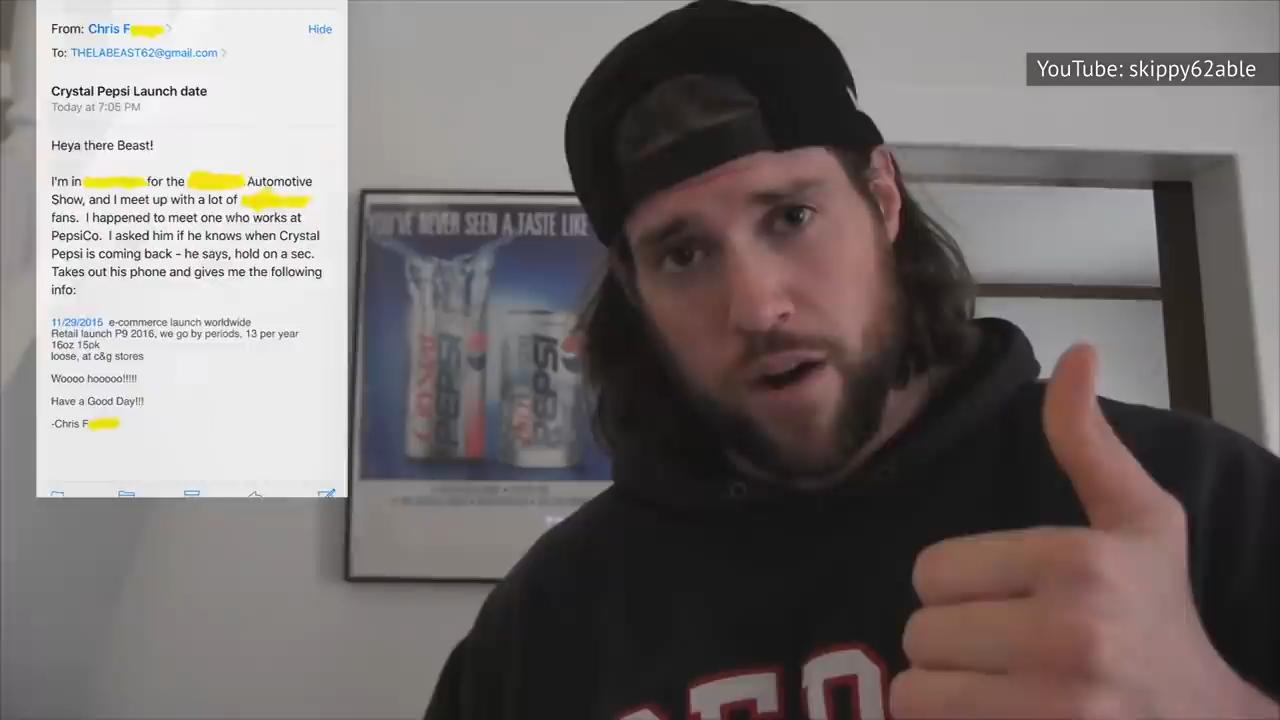 From: Chris F
Hide
To: THELABEAST62@gmail.com
Crystal Pepsi Launch date
Today at 7:05 PM
Heya there Beast!
I'm in for the Automotive
Show, and I meet up with a lot of
fans. I happened to meet one who works at
PepsiCo. I asked him if he knows when Crystal
Pepsi is coming back - he says, hold on a sec.
Takes out his phone and gives me the following
info:
11/29/2015 e-commerce launch worldwide
Retail launch P9 2016, we go by periods, 13 per year
16oz 15pk
loose, at c&g stores
Woooo hooooo!!!!!
Have a Good Day!!!
-Chris F
YouTube: skippy62able
YOU'VE NEVER SEEN A TASTE LIKE
CRYSTAL PEPSI
PEPSI